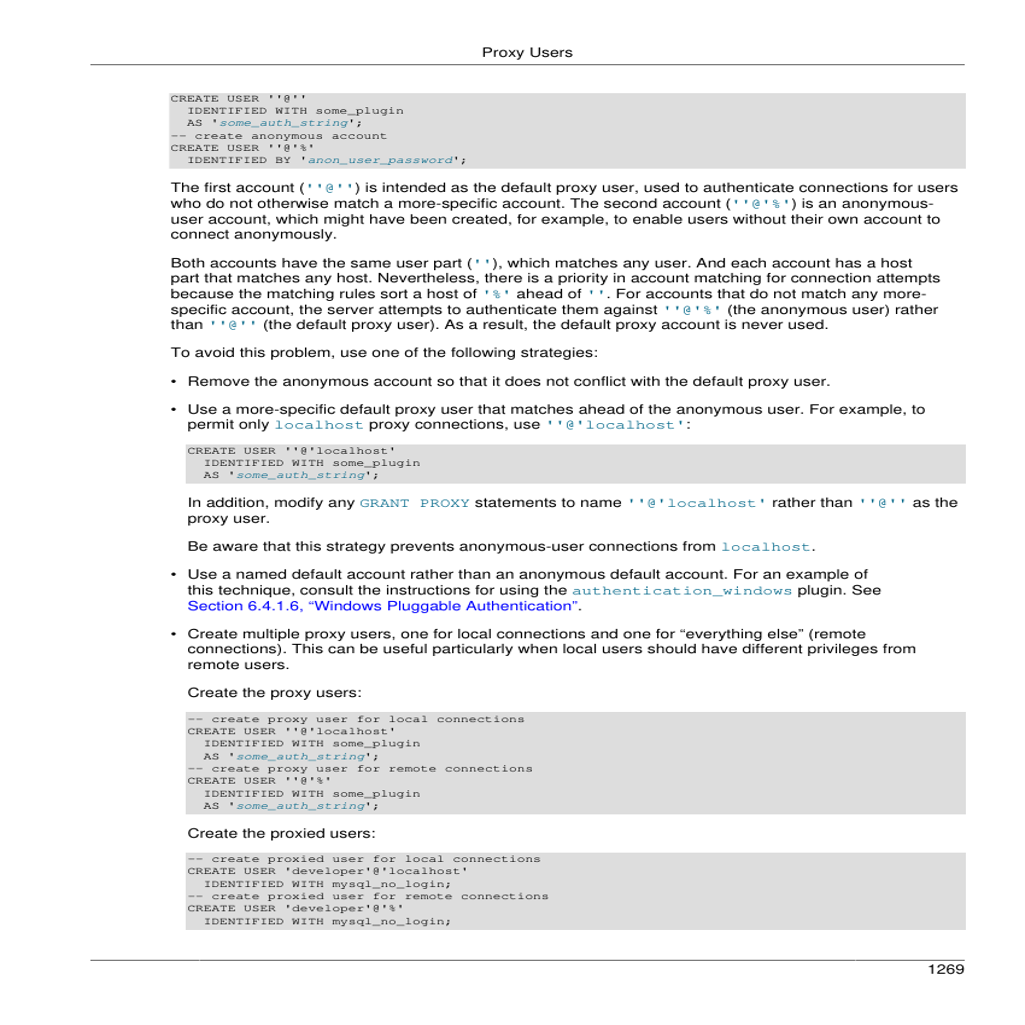 Proxy Users
CREATE USER ''@''
IDENTIFIED WITH some_plugin
AS 'some_auth_string';
-- create anonymous account
CREATE USER ''@'%'
IDENTIFIED BY 'anon_user_password';
The first account (''@'') is intended as the default proxy user, used to authenticate connections for users
who do not otherwise match a more-specific account. The second account (''@'%') is an anonymous-
user account, which might have been created, for example, to enable users without their own account to
connect anonymously.
Both accounts have the same user part (''), which matches any user. And each account has a host
part that matches any host. Nevertheless, there is a priority in account matching for connection attempts
because the matching rules sort a host of '%' ahead of ''. For accounts that do not match any more-
specific account, the server attempts to authenticate them against ''@'%' (the anonymous user) rather
than ''@'' (the default proxy user). As a result, the default proxy account is never used.
To avoid this problem, use one of the following strategies:
• Remove the anonymous account so that it does not conflict with the default proxy user.
• Use a more-specific default proxy user that matches ahead of the anonymous user. For example, to
permit only localhost proxy connections, use ''@'localhost':
CREATE USER ''@'localhost'
IDENTIFIED WITH some_plugin
AS 'some_auth_string';
In addition, modify any GRANT PROXY statements to name ''@'localhost' rather than ''@'' as the
proxy user.
Be aware that this strategy prevents anonymous-user connections from localhost.
• Use a named default account rather than an anonymous default account. For an example of
this technique, consult the instructions for using the authentication_windows plugin. See
Section 6.4.1.6, “Windows Pluggable Authentication”.
• Create multiple proxy users, one for local connections and one for “everything else” (remote
connections). This can be useful particularly when local users should have different privileges from
remote users.
Create the proxy users:
-- create proxy user for local connections
CREATE USER ''@'localhost'
IDENTIFIED WITH some_plugin
AS 'some_auth_string';
-- create proxy user for remote connections
CREATE USER ''@'%'
IDENTIFIED WITH some_plugin
AS 'some_auth_string';
Create the proxied users:
-- create proxied user for local connections
CREATE USER 'developer'@'localhost'
IDENTIFIED WITH mysql_no_login;
-- create proxied user for remote connections
CREATE USER 'developer'@'%'
IDENTIFIED WITH mysql_no_login;
1269